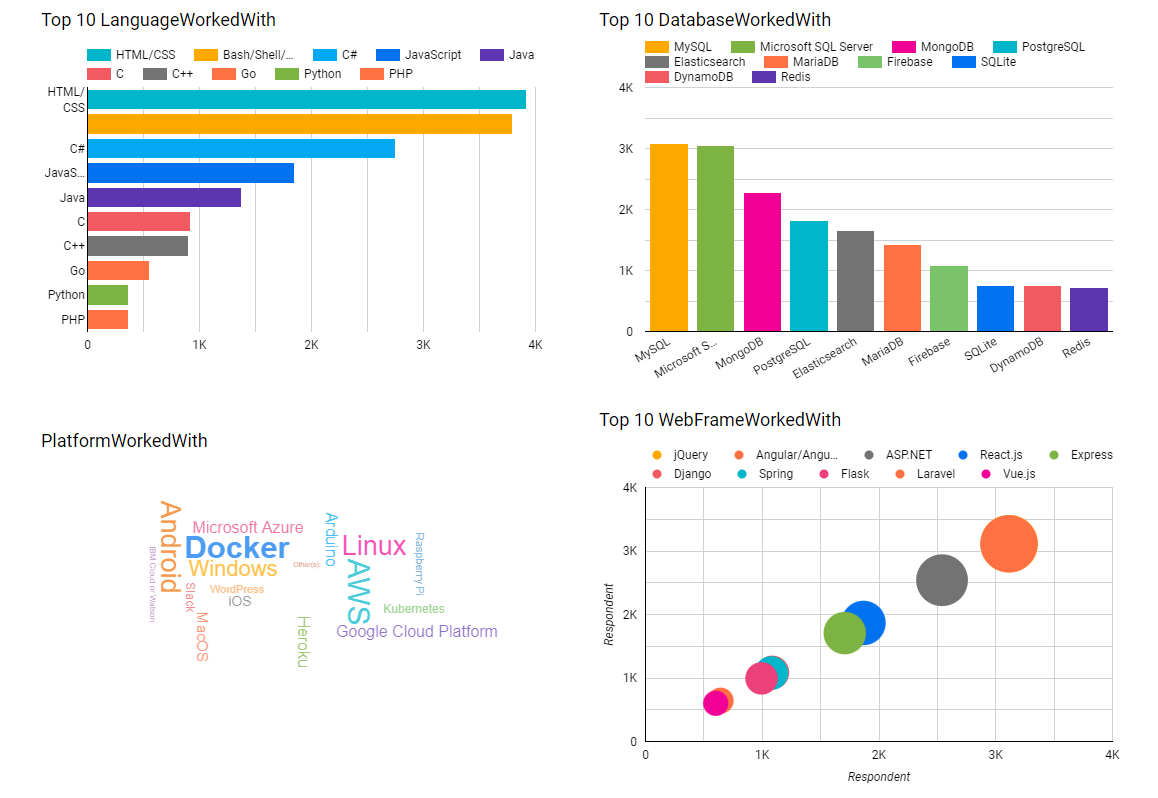 Top 10 LanguageWorkedWith
HTML/CSS Bash/Shell/… C# JavaScript Java
C C++ Go Python PHP
HTML/
CSS
C#
JavaS…
Java
C
C++
Go
Python
PHP
0 1K 2K 3K 4K
Top 10 DatabaseWorkedWith
MySQL Microsoft SQL Server MongoDB PostgreSQL
Elasticsearch MariaDB Firebase SQLite
DynamoDB Redis
4K
3K
2K
1K
0
MySQL Microsoft S… MongoDB PostgreSQL Elasticsearch MariaDB Firebase SQLite DynamoDB Redis
PlatformWorkedWith
Android
Microsoft Azure
Arduino
Docker
Linux
Raspberry Pi
IBM Cloud or Watson
Windows
Other(s):
AWS
Slack
WordPress
iOS
Kubernetes
MacOS
Heroku
Google Cloud Platform
Top 10 WebFrameWorkedWith
jQuery Angular/Angu… ASP.NET React.js Express
Django Spring Flask Laravel Vue.js
4K
3K
2K
1K
0
Respondent
0 1K 2K 3K 4K
Respondent